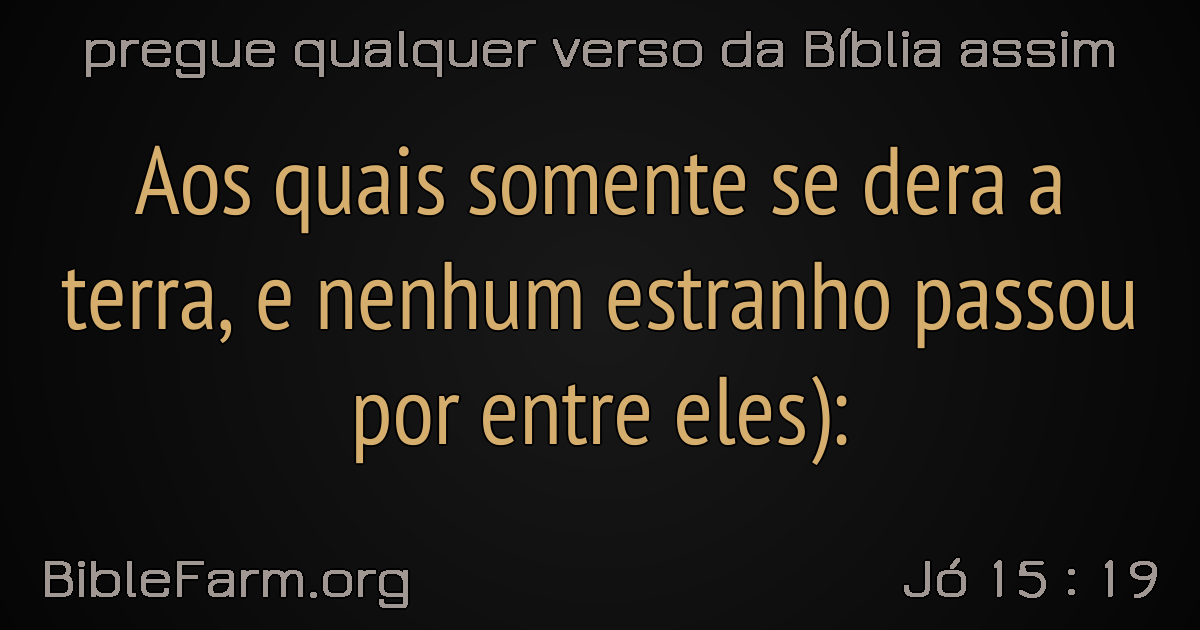 pregue qualquer verso da Bíblia assim
Aos quais somente se dera a
terra, e nenhum estranho passou
por entre eles):
BibleFarm.org
Jó 15 : 19